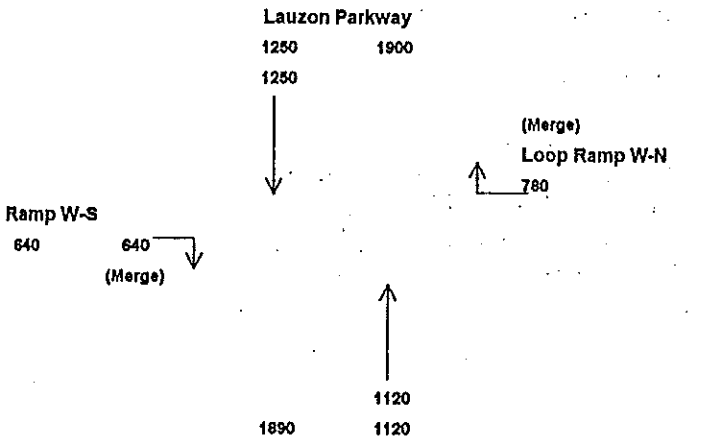 Lauzon Parkway
1250 1900
1250
(Merge)
Loop Ramp W-N
780
Ramp W-S
640 640
(Merge)
1120
1890 1120